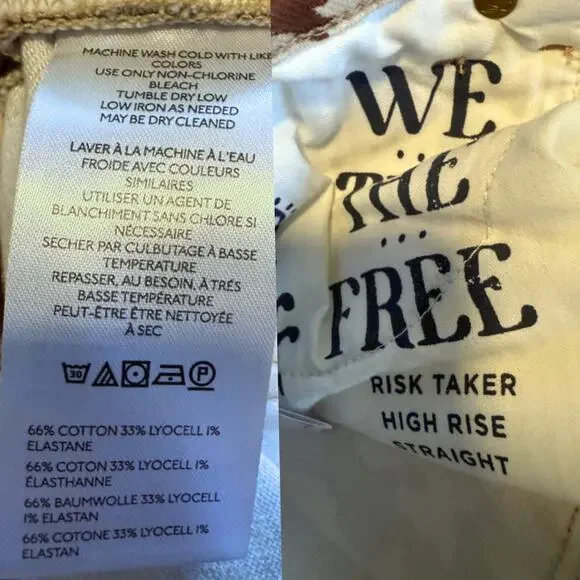 MACHINE WASH COLD WITH LIKE
COLORS
USE ONLY NON-CHLORINE
BLEACH
TUMBLE DRY LOW
LOW IRON AS NEEDED
MAY BE DRY CLEANED
LAVER À LA MACHINE À L'EAU
FROIDE AVEC COULEURS
SIMILAIRES
UTILISER UN AGENT DE
BLANCHIMENT SANS CHLORE SI
NÉCESSAIRE
SECHER PAR CULBUTAGE À BASSE
TEMPERATURE
REPASSER, AU BESOIN, À TRÉS
BASSE TEMPÉRATURE
PEUT-ÊTRE ÊTRE NETTOYÉE
À SEC
30 P
66% COTTON 33% LYOCELL 1%
ELASTANE
66% COTON 33% LYOCELL 1%
ÉLASTHANNE
66% BAUMWOLLE 33% LYOCELL
1% ELASTAN
66% COTONE 33% LYOCELL 1%
ELASTAN
WE
THE
FREE
RISK TAKER
HIGH RISE
STRAIGHT